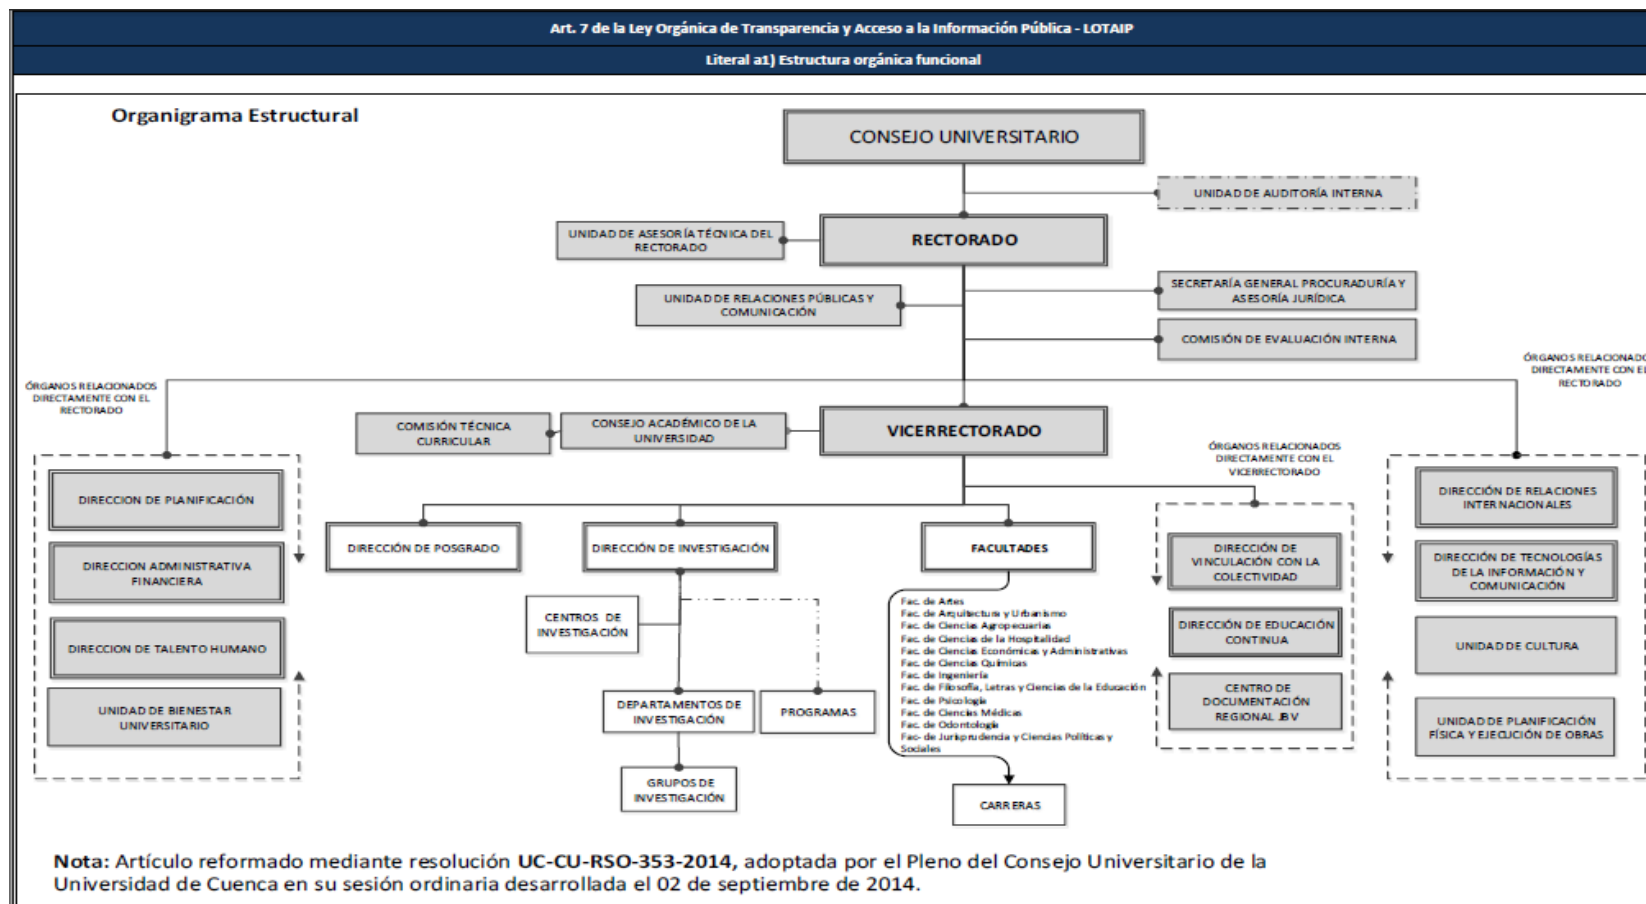 Art. 7 de la Ley Orgánica de Transparencia y Acceso a la Información Pública - LOTAIP
Literal a1) Estructura orgánica funcional
Organigrama Estructural
CONSEJO UNIVERSITARIO
UNIDAD DE AUDITORÍA INTERNA
UNIDAD DE ASESORÍA TÉCNICA DEL
RECTORADO
RECTORADO
UNIDAD DE RELACIONES PÚBLICAS Y
COMUNICACIÓN
SECRETARÍA GENERAL PROCURADURÍA Y
ASESORÍA JURÍDICA
COMISIÓN DE EVALUACIÓN INTERNA
ÓRGANOS RELACIONADOS
DIRECTAMENTE CON EL
RECTORADO
ÓRGANOS RELACIONADO
DIRECTAMENTE CON EL
RECTORADO
COMISIÓN TÉCNICA
CURRICULAR
CONSEJO ACADÉMICO DE LA
UNIVERSIDAD
VICERRECTORADO
ÓRGANOS RELACIONADOS
DIRECTAMENTE CON EL
VICERRECTORADO
DIRECCION DE PLANIFICACIÓN
DIRECCION ADMINISTRATIVA
FINANCIERA
DIRECCION DE TALENTO HUMANO
UNIDAD DE BIENESTAR
UNIVERSITARIO
DIRECCIÓN DE POSGRADO
DIRECCIÓN DE INVESTIGACIÓN
CENTROS DE
INVESTIGACIÓN
DEPARTAMENTOS DE
INVESTIGACIÓN
PROGRAMAS
GRUPOS DE
INVESTIGACIÓN
FACULTADES
Fac. de Artes
Fac. de Arquitectura y Urbanismo
Fac. de Ciencias Agropecuarias
Fac. de Ciencias de la Hospitalidad
Fac. de Ciencias Económicas y Administrativas
Fac. de Ciencias Químicas
Fac. de Ingeniería
Fac. de Filosofía, Letras y Ciencias de la Educación
Fac. de Psicología
Fac. de Ciencias Médicas
Fac. de Odontología
Fac- de Jurisprudencia y Ciencias Políticas y
Sociales
CARRERAS
DIRECCIÓN DE
VINCULACIÓN CON LA
COLECTIVIDAD
DIRECCIÓN DE EDUCACIÓN
CONTINUA
CENTRO DE
DOCUMENTACIÓN
REGIONAL JBV
DIRECCIÓN DE RELACIONES
INTERNACIONALES
DIRECCIÓN DE TECNOLOGÍAS
DE LA INFORMACIÓN Y
COMUNICACIÓN
UNIDAD DE CULTURA
UNIDAD DE PLANIFICACIÓN
FÍSICA Y EJECUCIÓN DE OBRAS
Nota: Artículo reformado mediante resolución UC-CU-RSO-353-2014, adoptada por el Pleno del Consejo Universitario de la
Universidad de Cuenca en su sesión ordinaria desarrollada el 02 de septiembre de 2014.